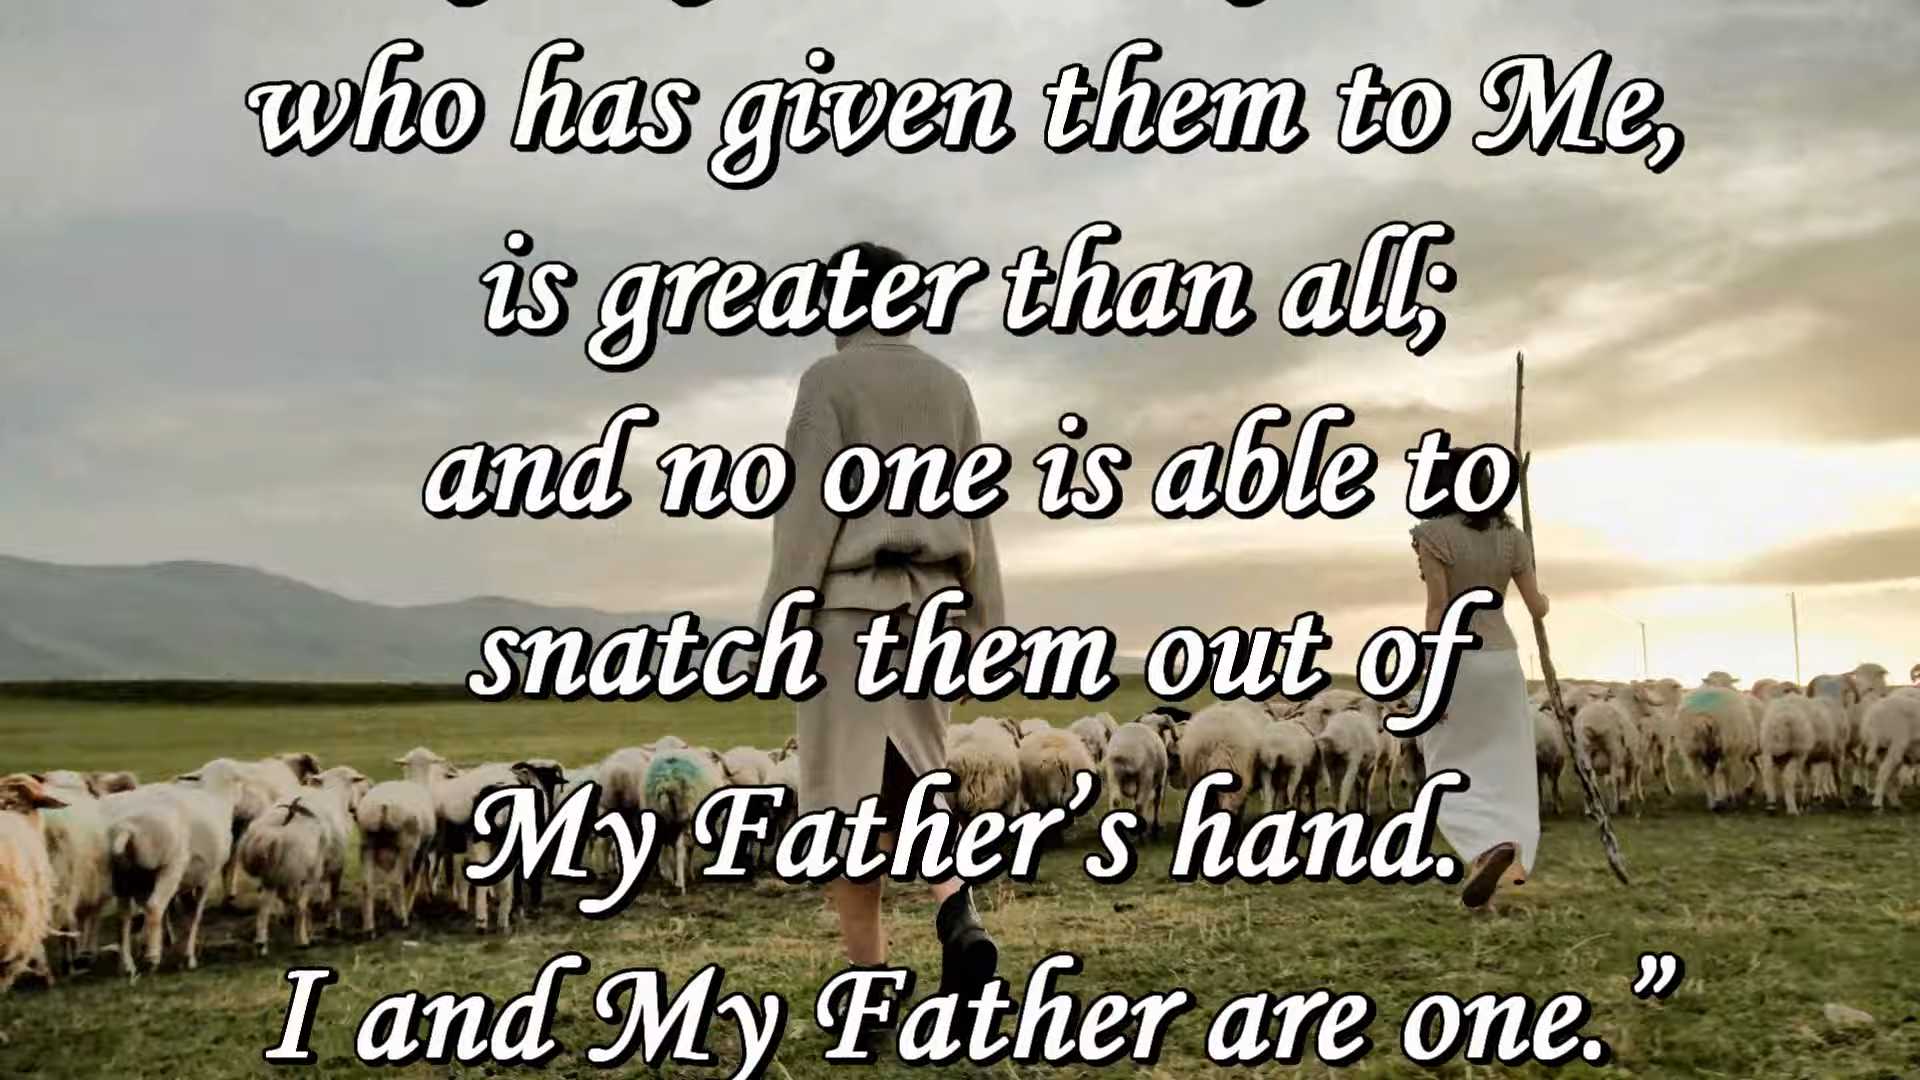 who has given them to Me,
is greater than all;
and no one is able to
snatch them out of
My Father’s hand.
I and My Father are one.”